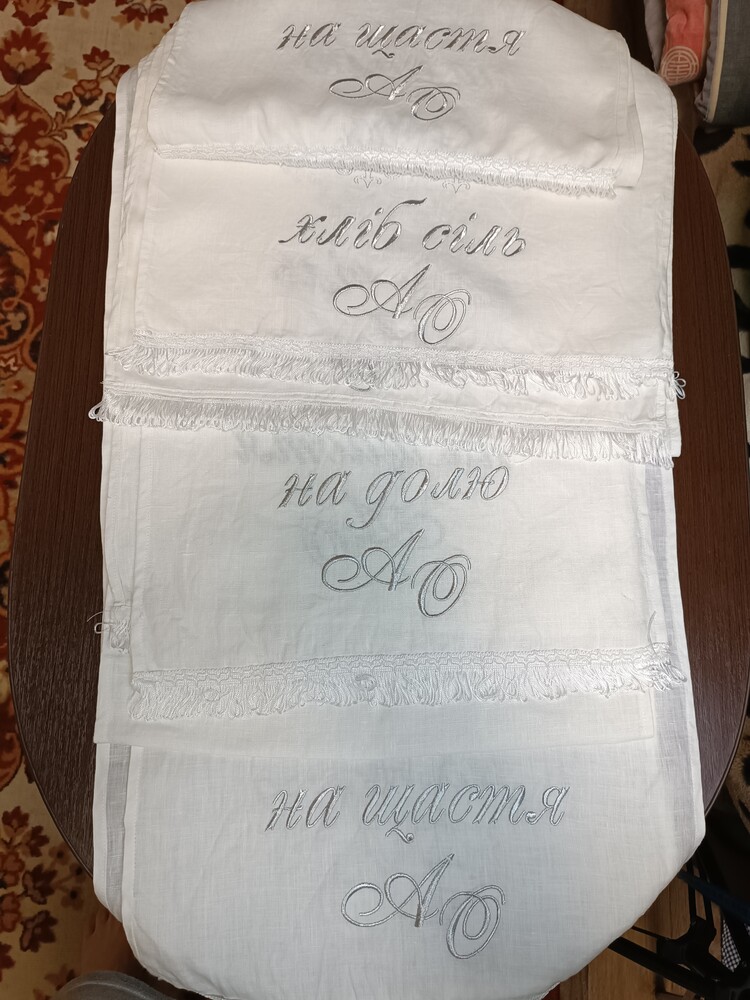 на щастя
АО
хліб сіль
АО
на долю
АО
на щастя
АО